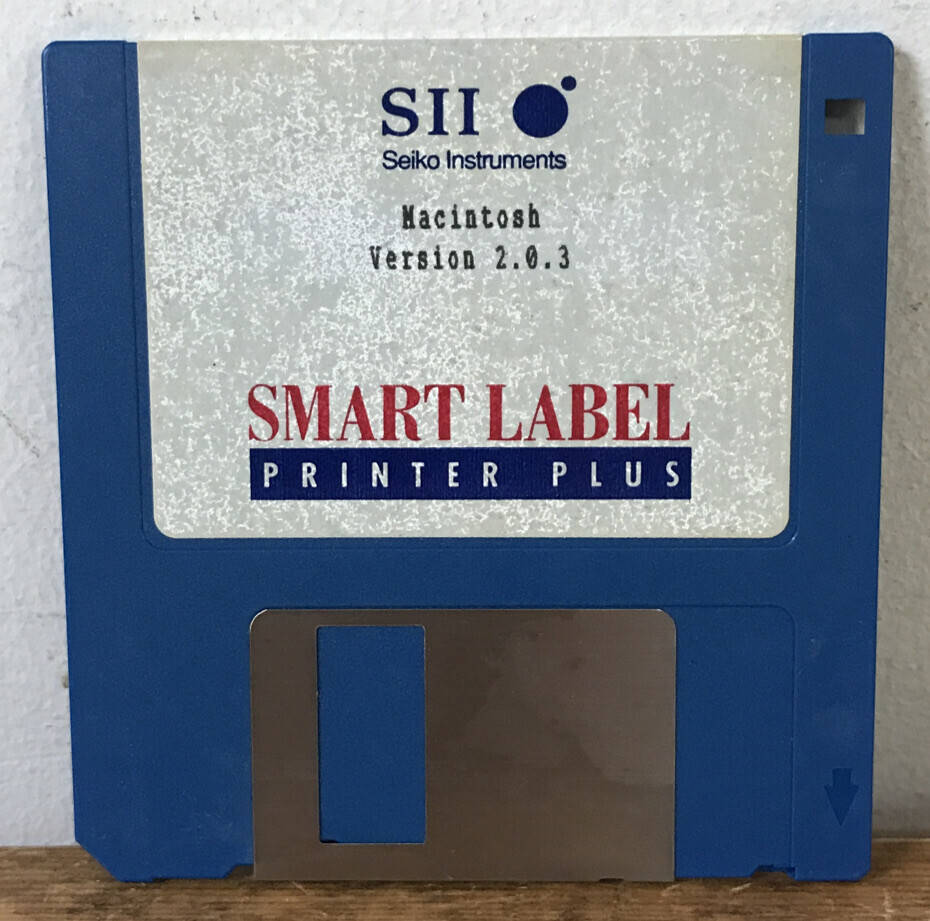 SII
Seiko Instruments
Macintosh
Version 2.0.3
SMART LABEL
PRINTER PLUS